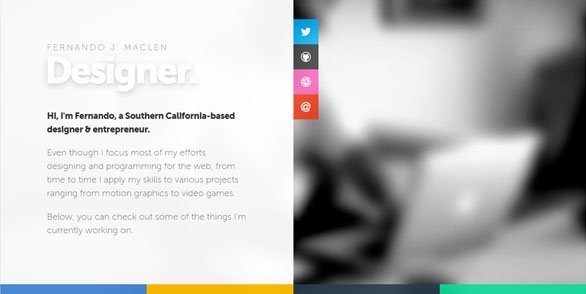 FERNANDO J. MACLEN
Designer.
Hi, I'm Fernando, a Southern California-based
designer & entrepreneur.
Even though I focus most of my efforts
designing and programming for the web, from
time to time I apply my skills to various projects
ranging from motion graphics to video games.
Below, you can check out some of the things I'm
currently working on.